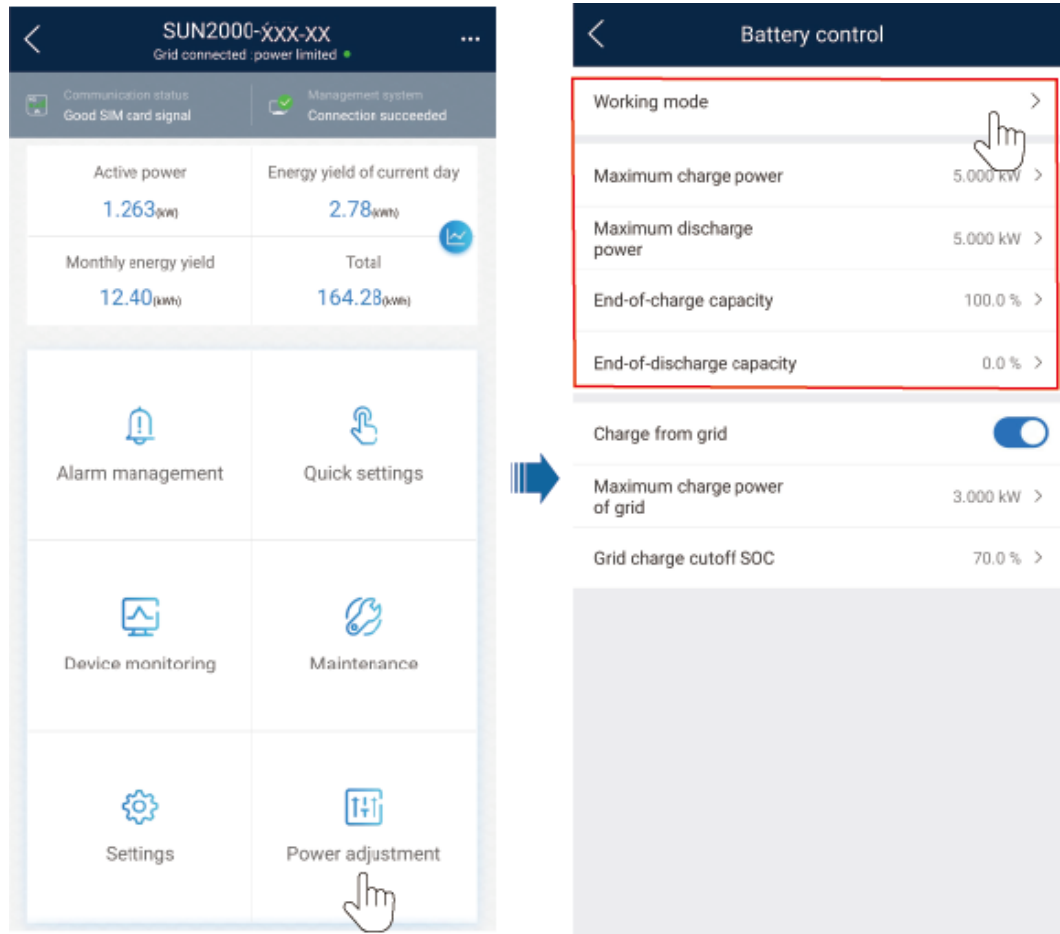 SUN2000-XXX-XX
Grid connected :power limited
Communication status
Good SIM card signal
Management system
Connection succeeded
Active power
1.263(kW)
Energy yield of current day
2.78(kWh)
Monthly energy yield
12.40(kWh)
Total
164.28(kWh)
Alarm management
Quick settings
Device monitoring
Maintenance
Settings
Power adjustment
Battery control
Working mode
Maximum charge power
5.000 kW
Maximum discharge
power
5.000 kW
End-of-charge capacity
100.0 %
End-of-discharge capacity
0.0 %
Charge from grid
Maximum charge power
of grid
3.000 kW
Grid charge cutoff SOC
70.0 %